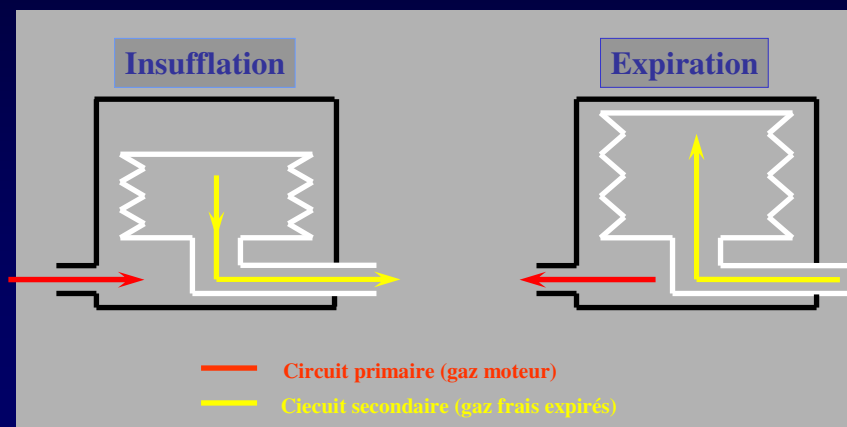 Insufflation
Expiration
Circuit primaire (gaz moteur)
Ciecuit secondaire (gaz frais expirés)